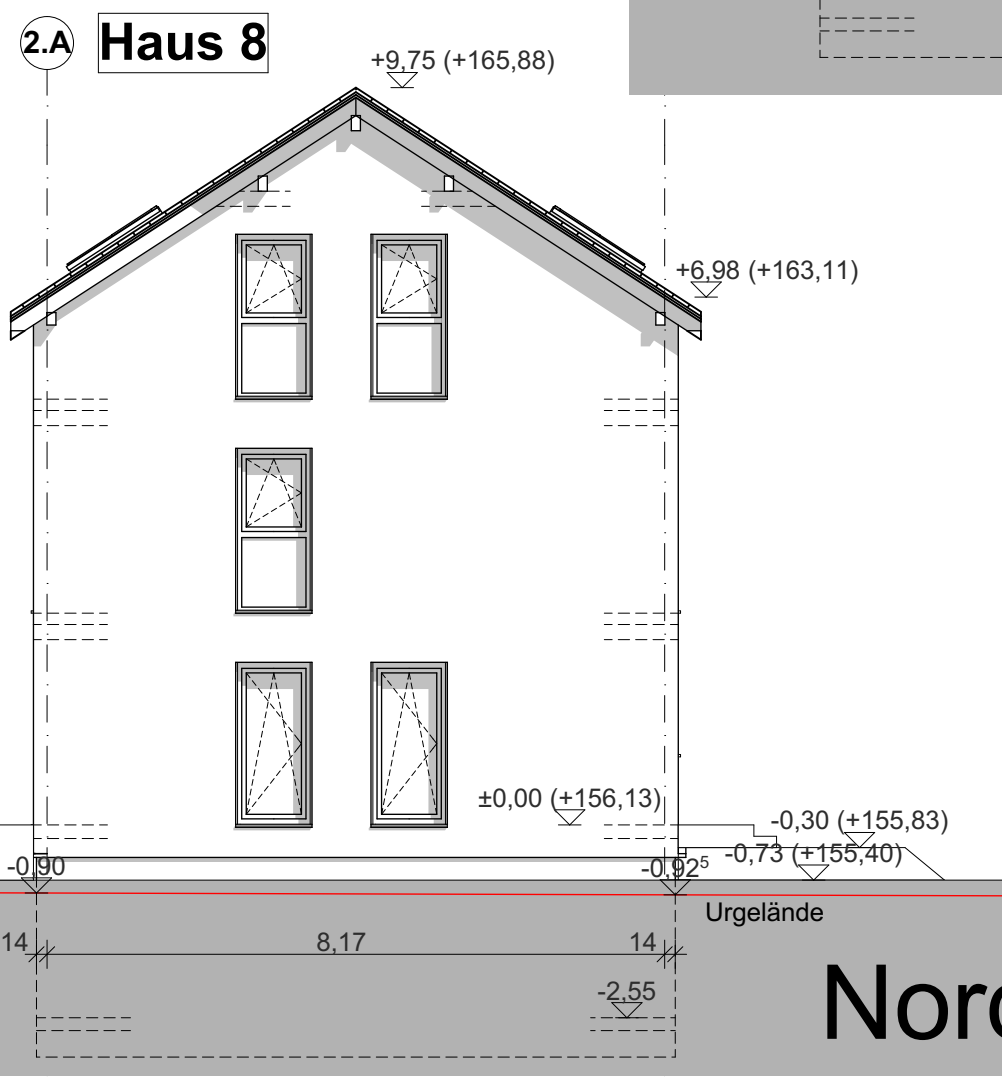 2.A Haus 8
+9,75 (+165,88)
+6,98 (+163,11)
±0,00 (+156,13)
-0,30 (+155,83)
-0,90
-0,92⁵
-0,73 (+155,40)
Urgelände
14 8,17 14
-2,55